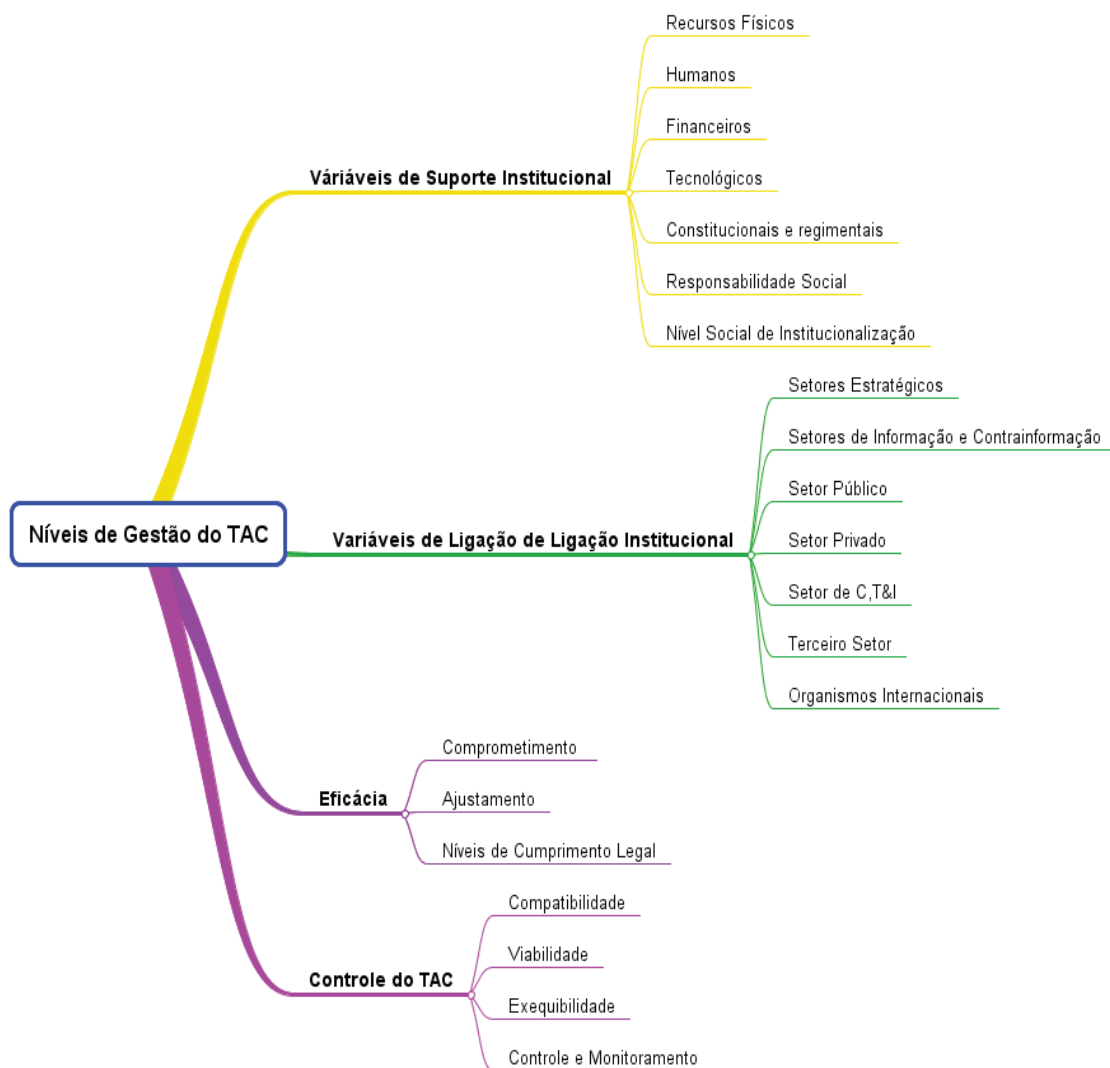 Níveis de Gestão do TAC
Váriáveis de Suporte Institucional
Recursos Físicos
Humanos
Financeiros
Tecnológicos
Constitucionais e regimentais
Responsabilidade Social
Nível Social de Institucionalização
Variáveis de Ligação de Ligação Institucional
Setores Estratégicos
Setores de Informação e Contrainformação
Setor Público
Setor Privado
Setor de C,T&I
Terceiro Setor
Organismos Internacionais
Eficácia
Comprometimento
Ajustamento
Níveis de Cumprimento Legal
Controle do TAC
Compatibilidade
Viabilidade
Exequibilidade
Controle e Monitoramento